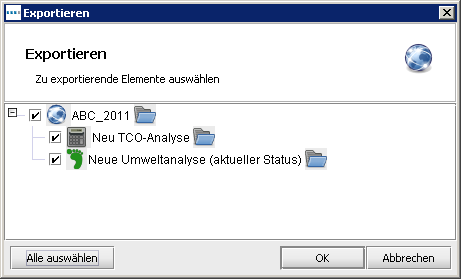 Exportieren
Exportieren
Zu exportierende Elemente auswählen
ABC_2011
Neu TCO-Analyse
Neue Umweltanalyse (aktueller Status)
Alle auswählen
OK
Abbrechen